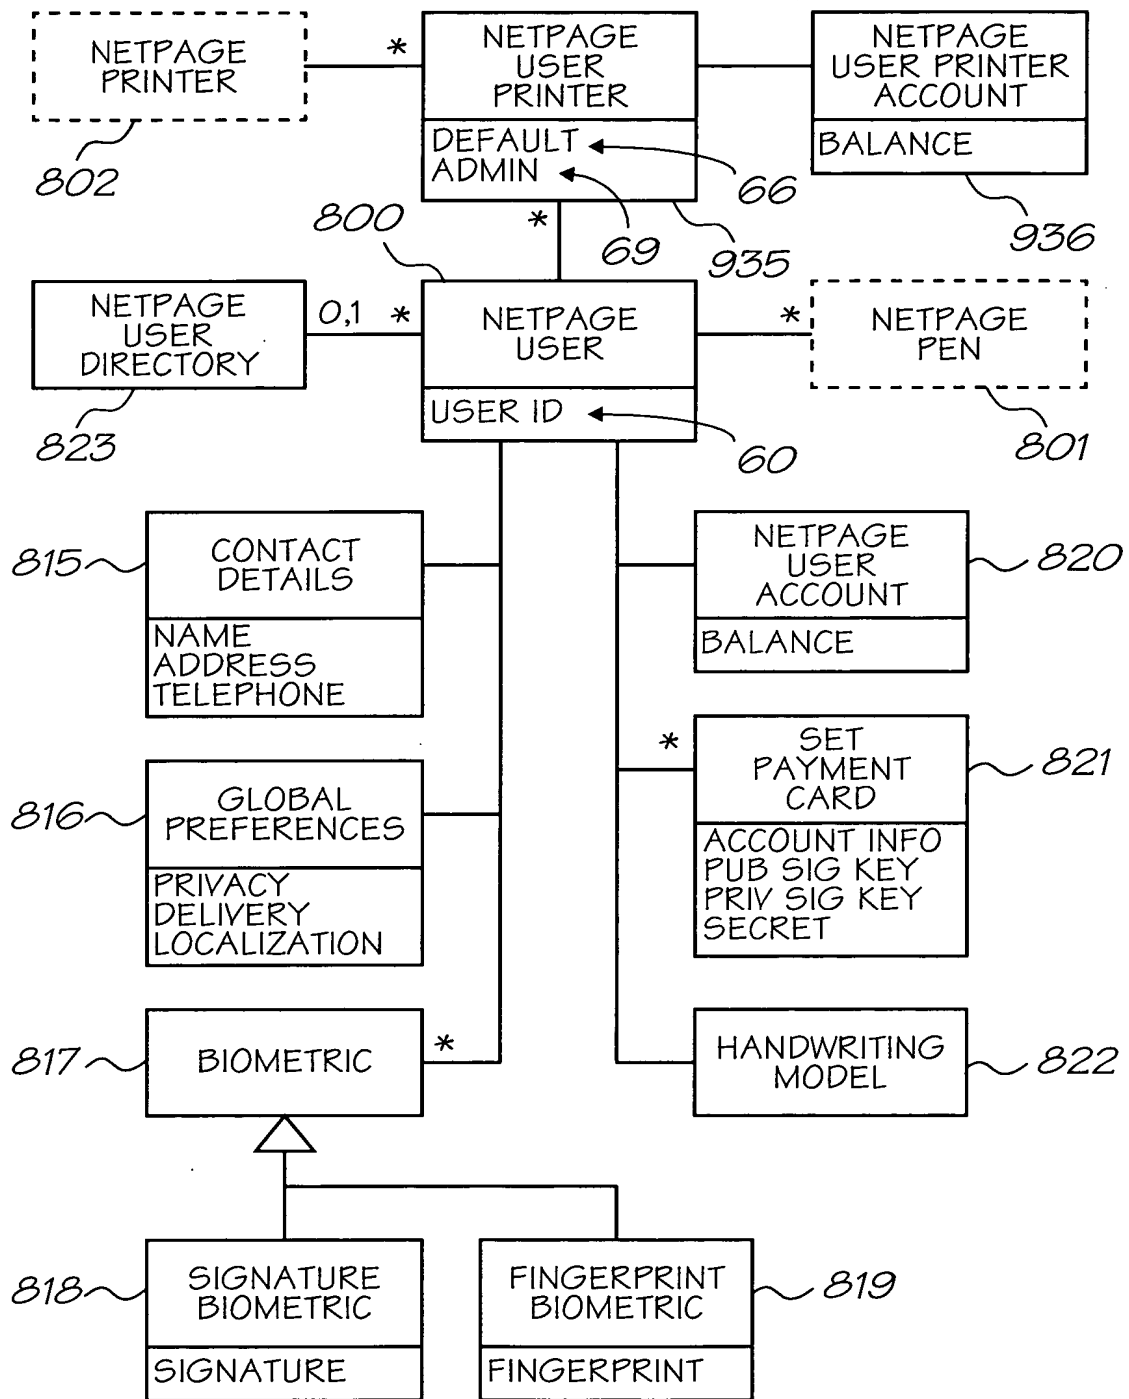 NETPAGE
PRINTER
802
*
NETPAGE
USER
PRINTER
DEFAULT
ADMIN
66
69
935
NETPAGE
USER PRINTER
ACCOUNT
BALANCE
936
*
800
NETPAGE
USER
DIRECTORY
823
0,1
*
NETPAGE
USER
USER ID
60
*
NETPAGE
PEN
801
815
CONTACT
DETAILS
NAME
ADDRESS
TELEPHONE
NETPAGE
USER
ACCOUNT
BALANCE
820
816
GLOBAL
PREFERENCES
PRIVACY
DELIVERY
LOCALIZATION
*
SET
PAYMENT
CARD
ACCOUNT INFO
PUB SIG KEY
PRIV SIG KEY
SECRET
821
817
BIOMETRIC
*
HANDWRITING
MODEL
822
818
SIGNATURE
BIOMETRIC
SIGNATURE
FINGERPRINT
BIOMETRIC
FINGERPRINT
819